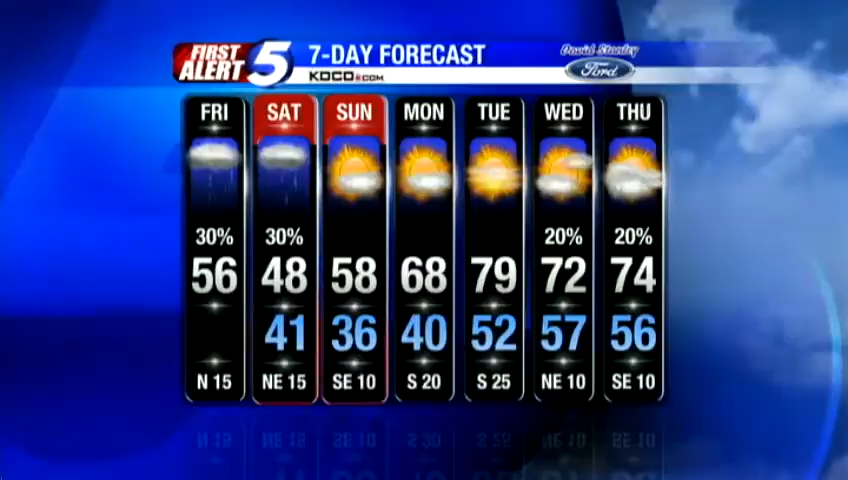 FIRST ALERT 5
7-DAY FORECAST
KOCO.COM
David Stanley
Ford
FRI SAT SUN MON TUE WED THU
30% 30% 20% 20%
56 48 58 68 79 72 74
41 36 40 52 57 56
N 15 NE 15 SE 10 S 20 S 25 NE 10 SE 10